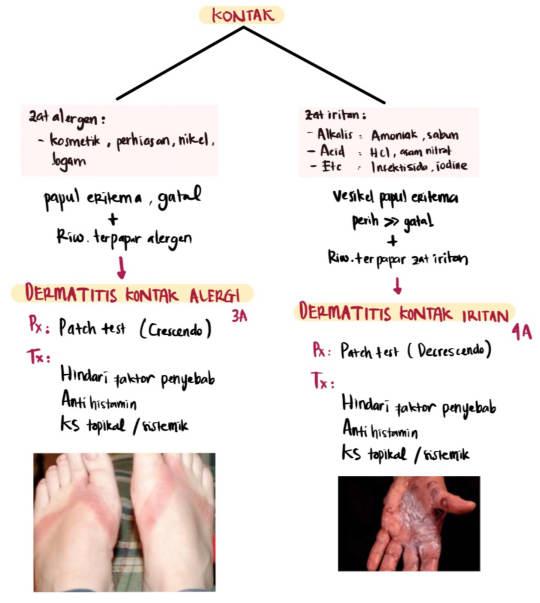 KONTAK
Zat alergen :
- kosmetik, perhiasan, nikel,
logam
papul eritema, gatal
+
Riw. terpapar alergen
DERMATITIS KONTAK ALERGI
3A
Px: Patch test (Crescendo)
Tx:
Hindari faktor penyebab
Anti histamin
KS topikal / sistemik
Zat iritan :
- Alkalis : Amoniak, sabun
- Acid : HCl, asam nitrat
- Etc : Insektisida, iodine
Vesikel papul eritema
perih >> gatal
+
Riw. terpapar zat iritan
DERMATITIS KONTAK IRITAN
4A
Px: Patch test (Decrescendo)
Tx:
Hindari faktor penyebab
Anti histamin
KS topikal / sistemik